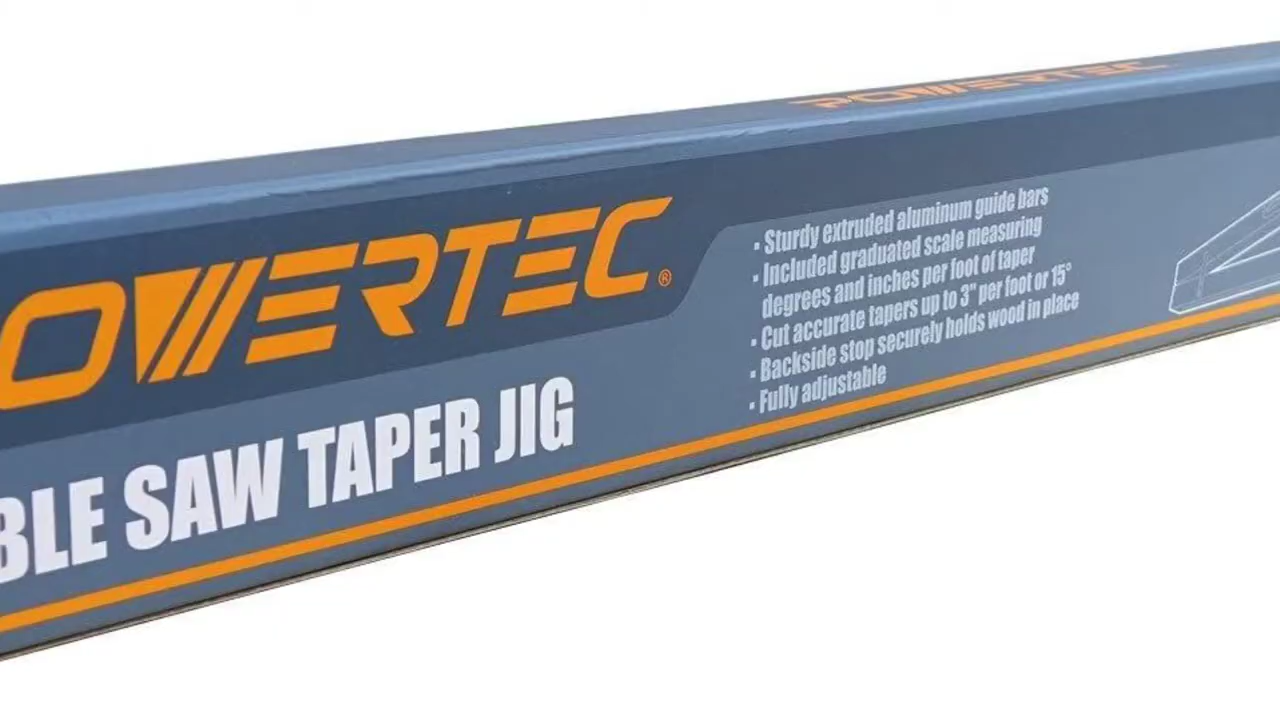 POWERTEC
OWERTEC®
BLE SAW TAPER JIG
· Sturdy extruded aluminum guide bars
· Included graduated scale measuring
degrees and inches per foot of taper
· Cut accurate tapers up to 3" per foot or 15°
· Backside stop securely holds wood in place
· Fully adjustable